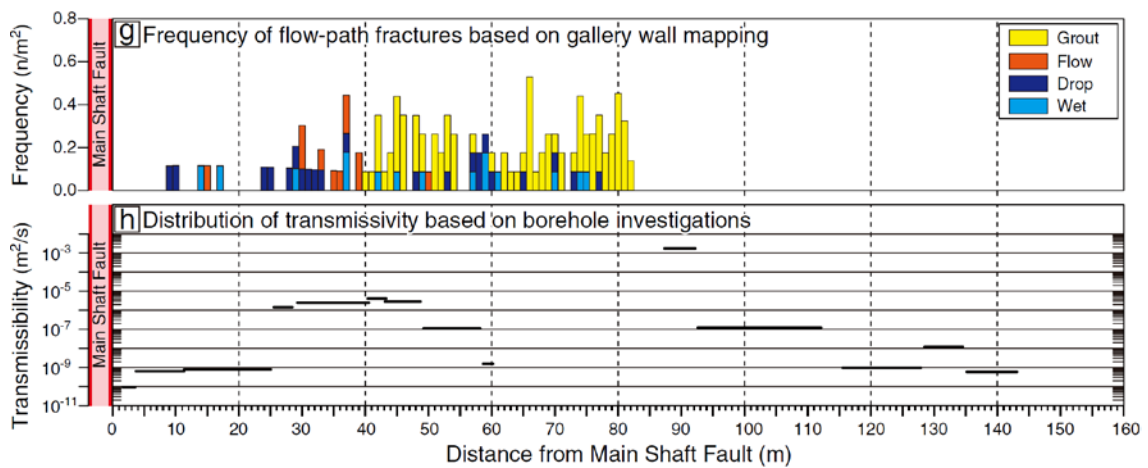 g Frequency of flow-path fractures based on gallery wall mapping
Frequency (n/m²)
0.8
0.6
0.4
0.2
0.0
Main Shaft Fault
Grout
Flow
Drop
Wet
h Distribution of transmissivity based on borehole investigations
Transmissibility (m²/s)
10⁻³
10⁻⁵
10⁻⁷
10⁻⁹
10⁻¹¹
Main Shaft Fault
0 10 20 30 40 50 60 70 80 90 100 110 120 130 140 150 160
Distance from Main Shaft Fault (m)